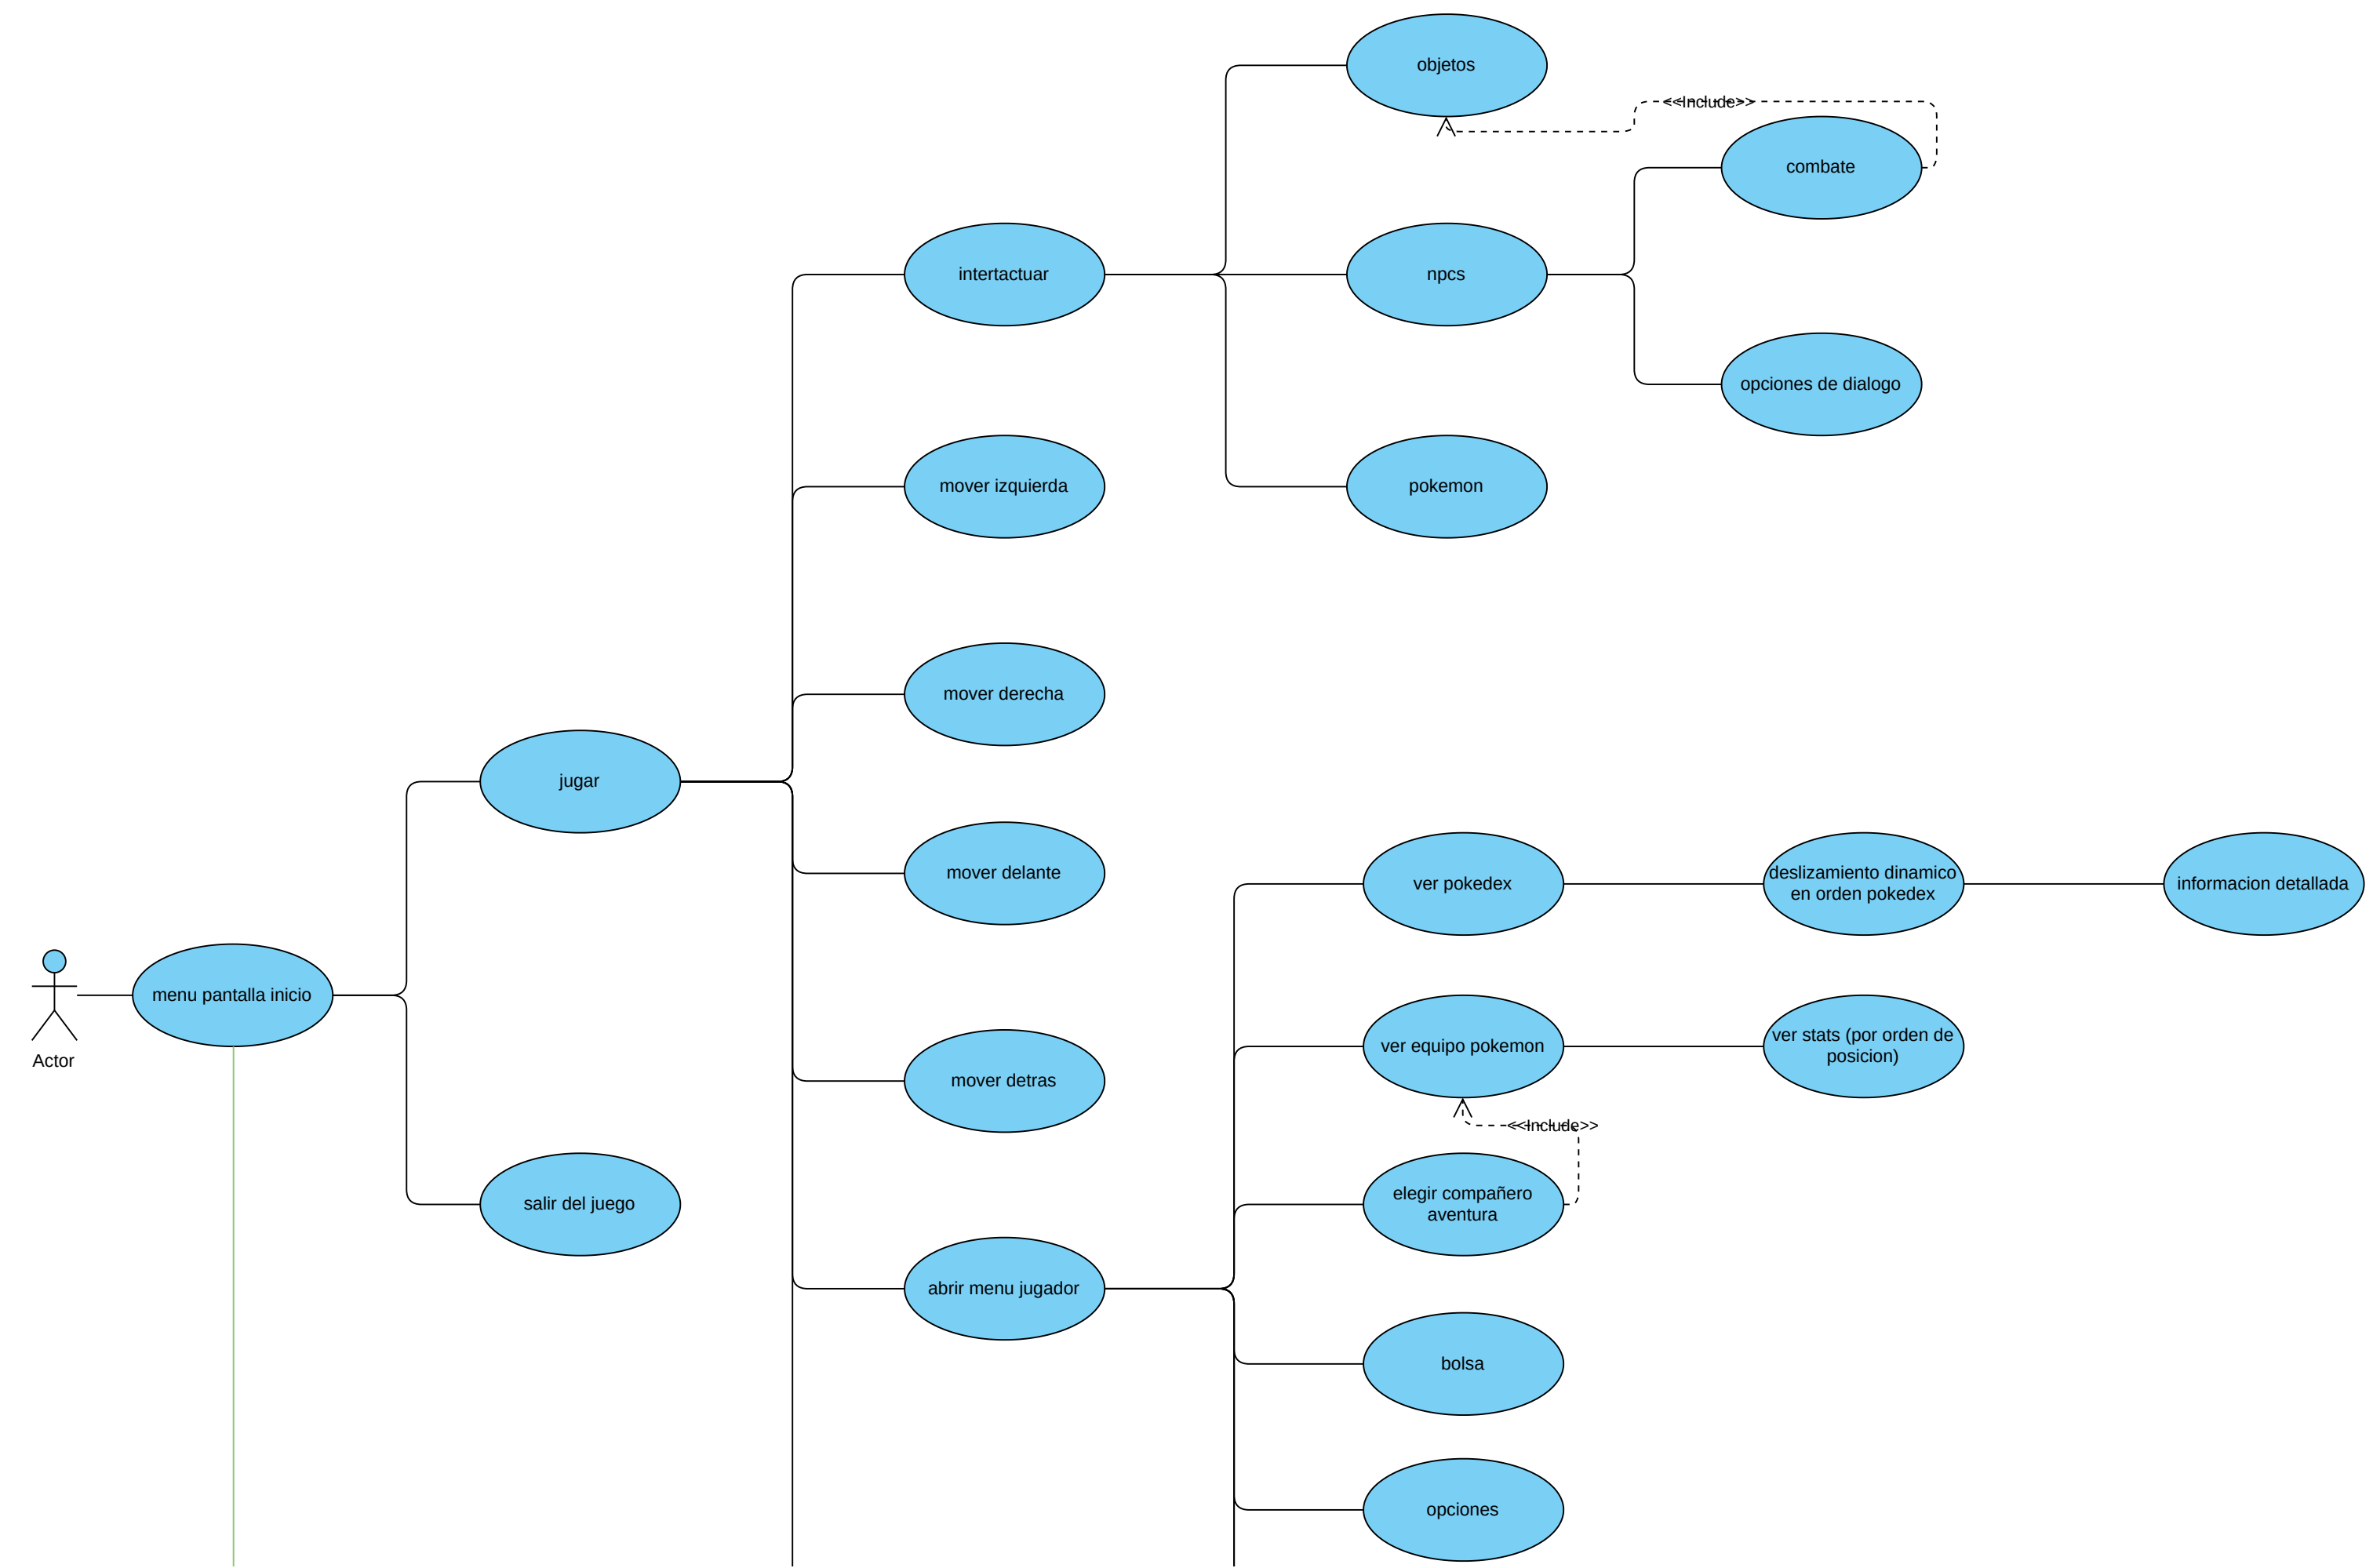 objetos
<<Include>>
combate
intertactuar
npcs
opciones de dialogo
mover izquierda
pokemon
mover derecha
jugar
mover delante
ver pokedex
deslizamiento dinamico
en orden pokedex
informacion detallada
menu pantalla inicio
Actor
ver equipo pokemon
ver stats (por orden de
posicion)
mover detras
<<Include>>
salir del juego
elegir compañero
aventura
abrir menu jugador
bolsa
opciones